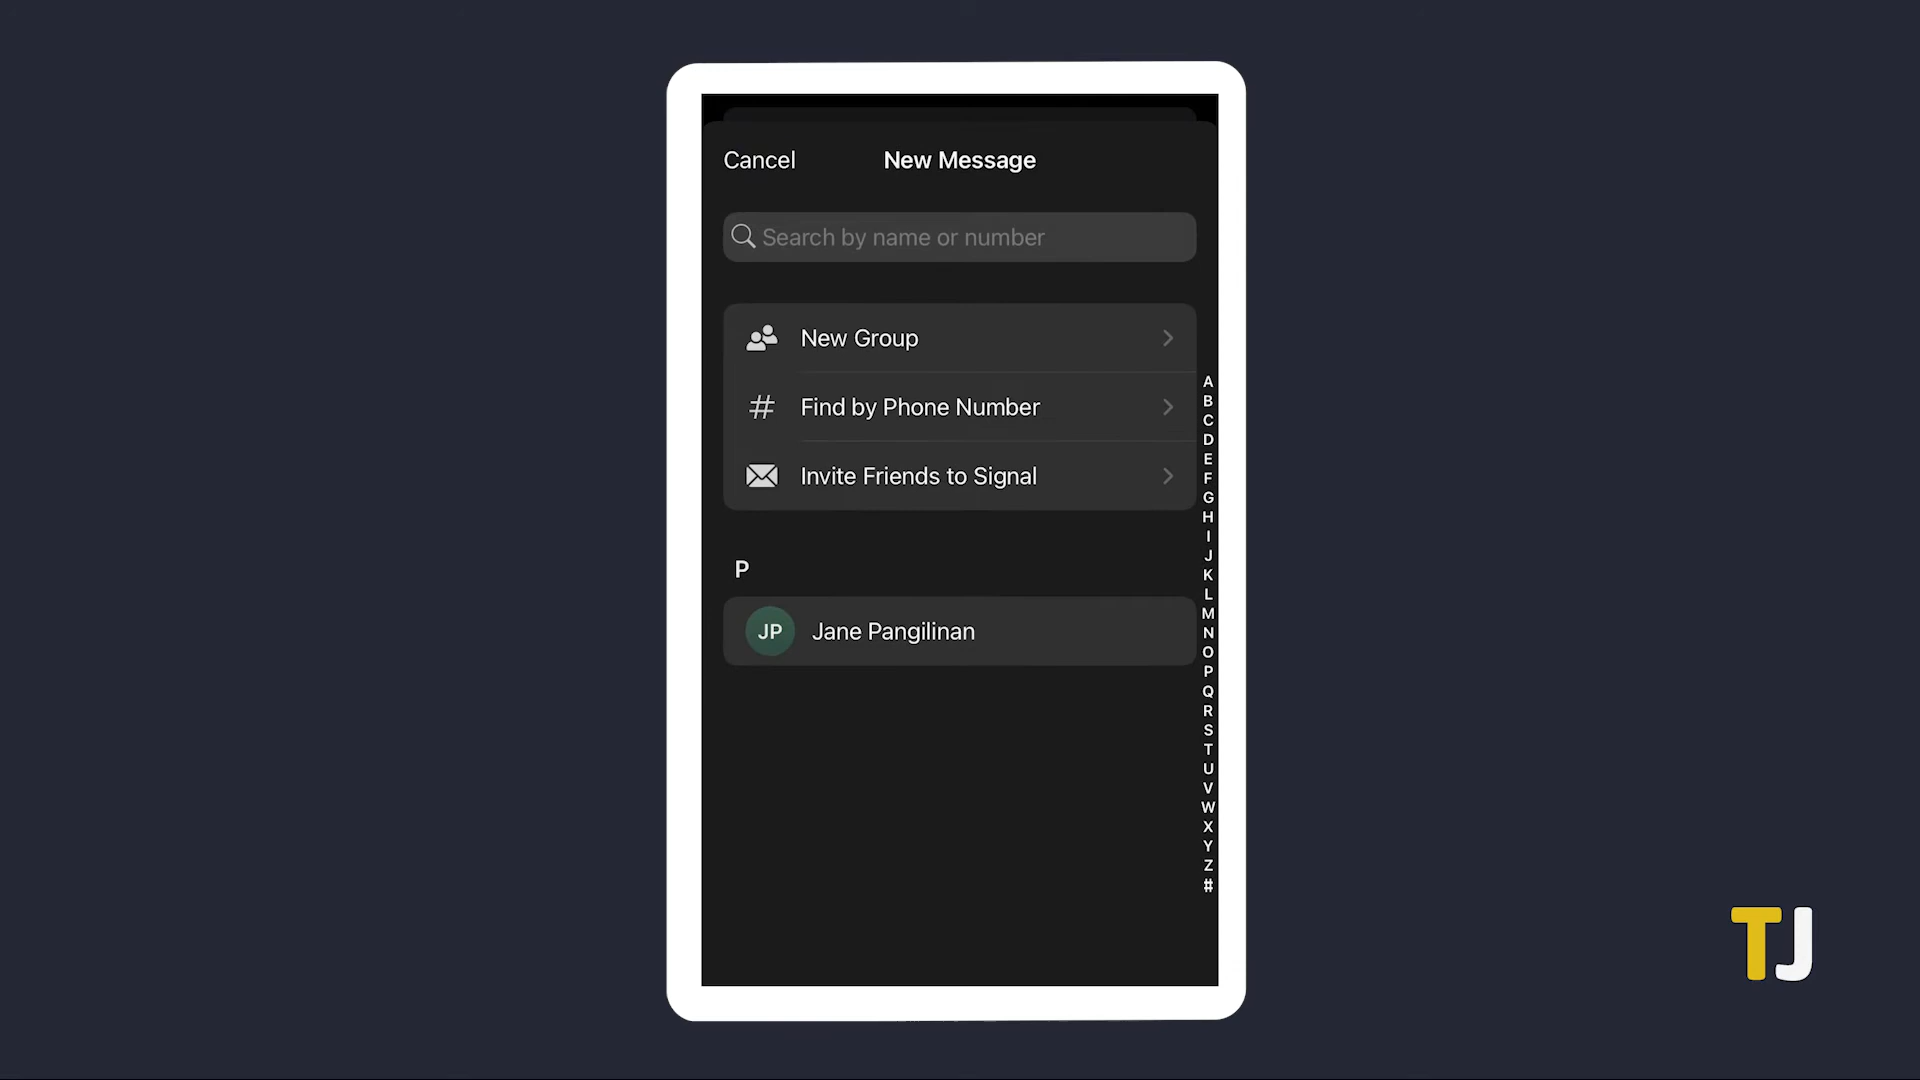 Cancel
New Message
Search by name or number
New Group
# Find by Phone Number
Invite Friends to Signal
P
JP Jane Pangilinan
A
B
C
D
E
F
G
H
I
J
K
L
M
N
O
P
Q
R
S
T
U
V
W
X
Y
Z
#
TJ